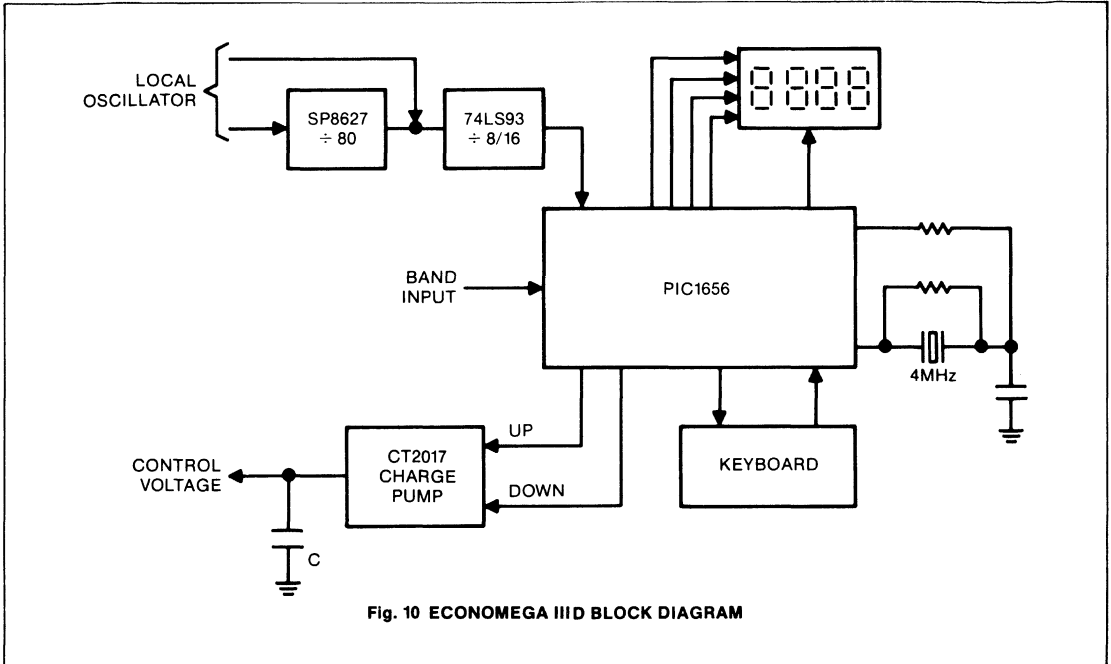 LOCAL
OSCILLATOR
SP8627
÷ 80
74LS93
÷ 8/16
BAND
INPUT
PIC1656
4MHz
UP
DOWN
CT2017
CHARGE
PUMP
CONTROL
VOLTAGE
C
KEYBOARD
Fig. 10 ECONOMEGA IIID BLOCK DIAGRAM